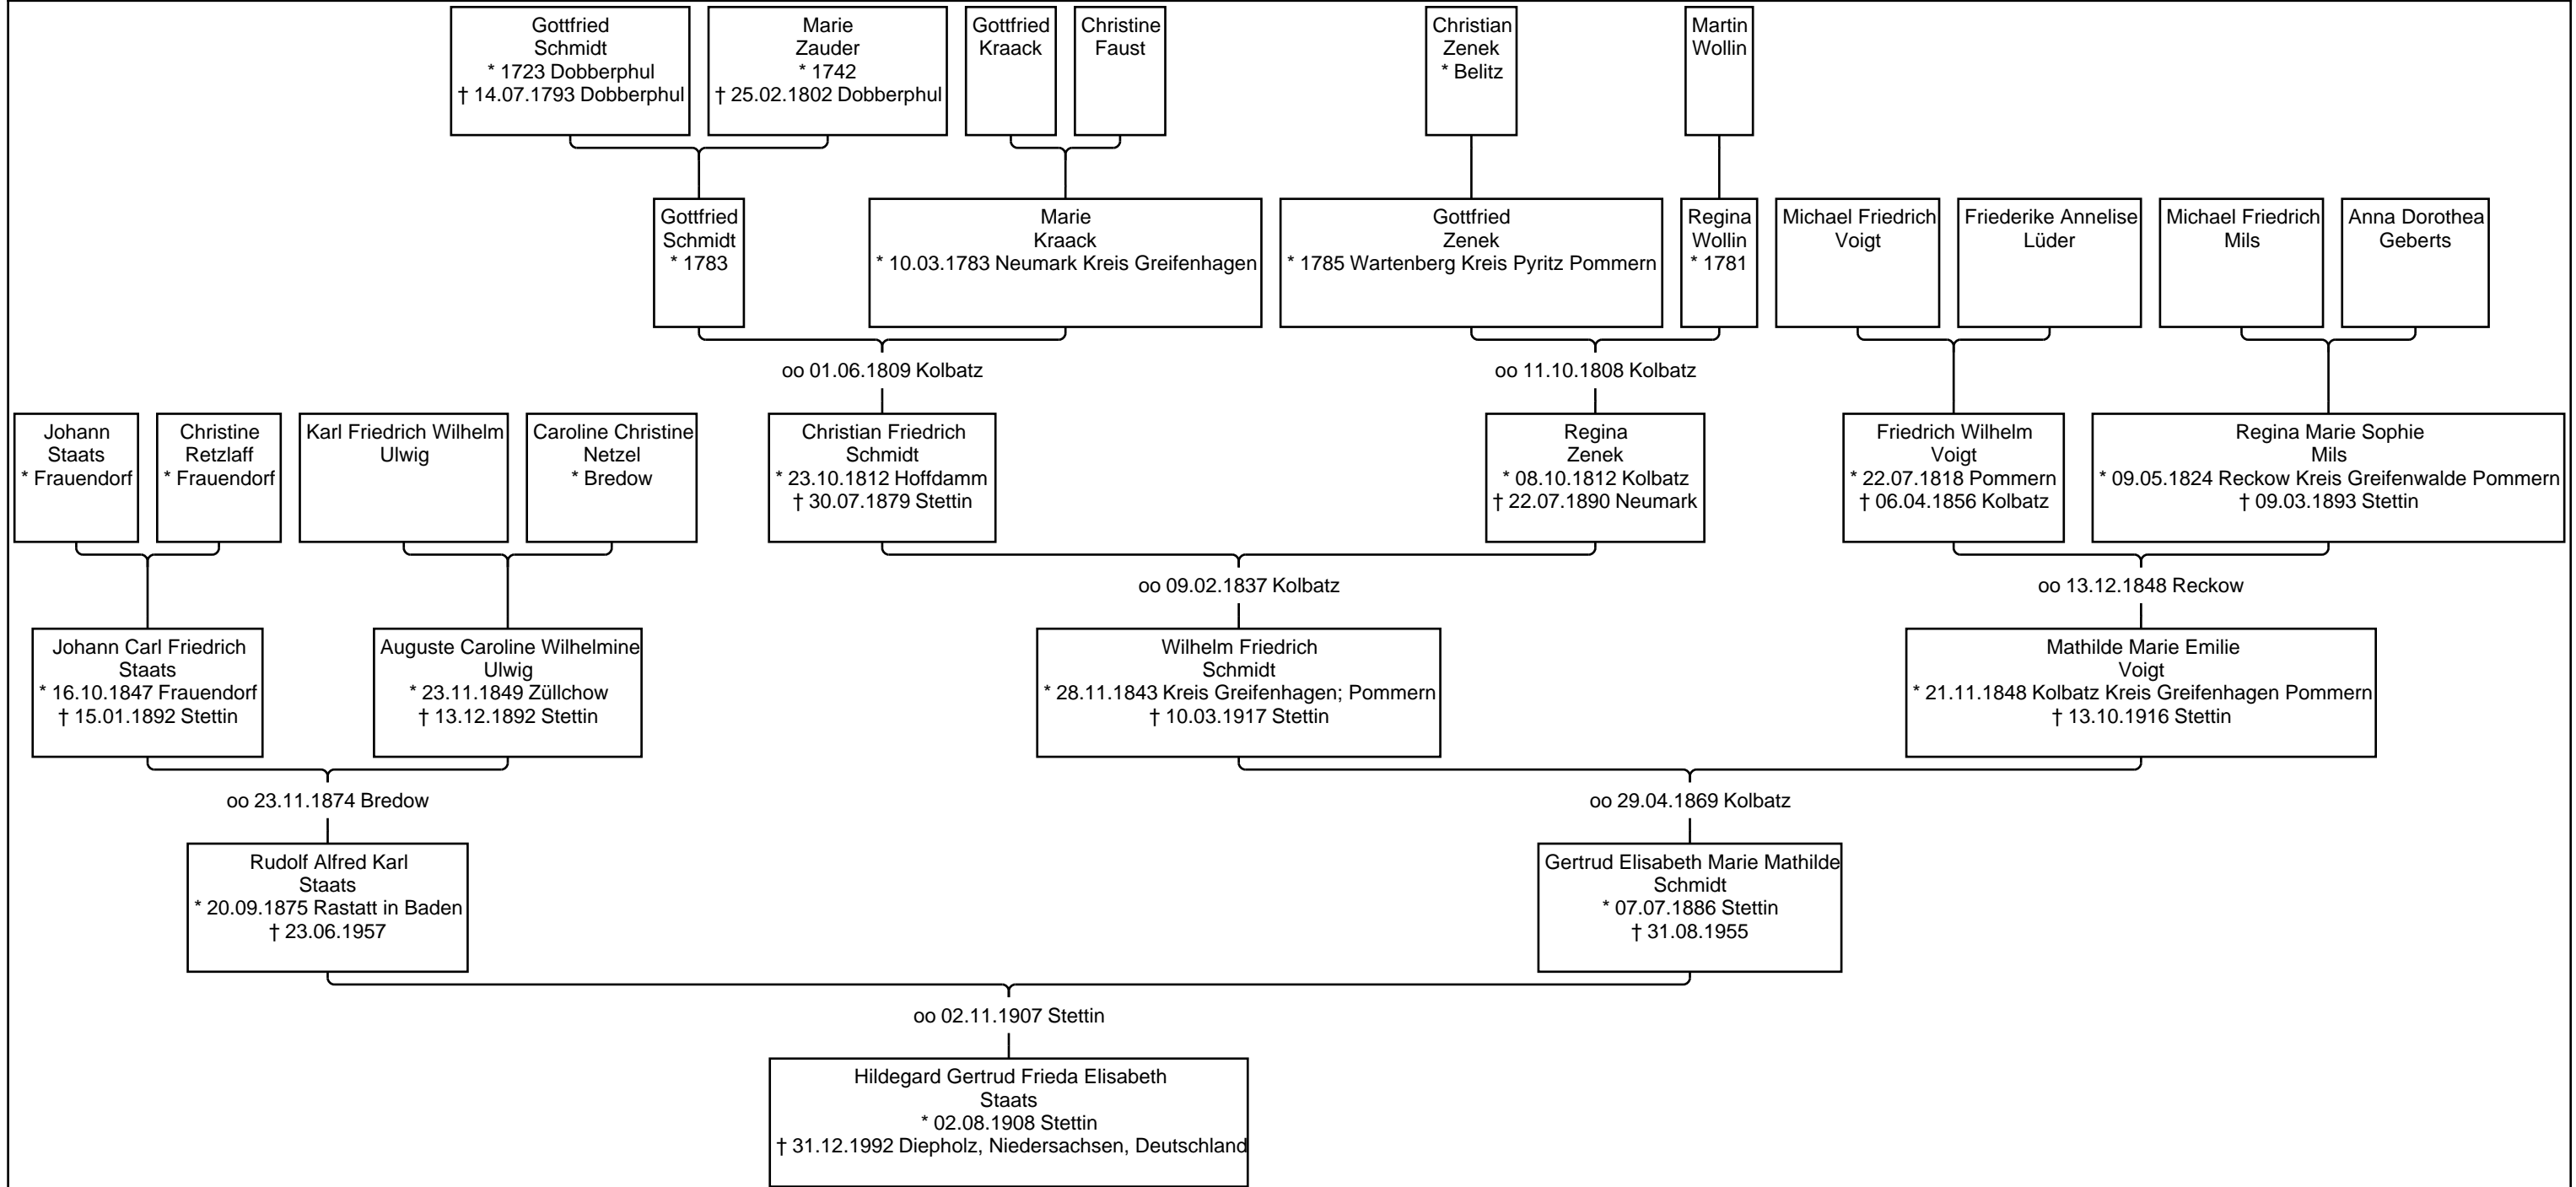 Gottfried
Schmidt
* 1723 Dobberphul
† 14.07.1793 Dobberphul
Marie
Zauder
* 1742
† 25.02.1802 Dobberphul
Gottfried
Kraack
Christine
Faust
Christian
Zenek
* Belitz
Martin
Wollin
Gottfried
Schmidt
* 1783
Marie
Kraack
* 10.03.1783 Neumark Kreis Greifenhagen
Gottfried
Zenek
* 1785 Wartenberg Kreis Pyritz Pommern
Regina
Wollin
* 1781
Michael Friedrich
Voigt
Friederike Annelise
Lüder
Michael Friedrich
Mils
Anna Dorothea
Geberts
oo 01.06.1809 Kolbatz
oo 11.10.1808 Kolbatz
Johann
Staats
* Frauendorf
Christine
Retzlaff
* Frauendorf
Karl Friedrich Wilhelm
Ulwig
Caroline Christine
Netzel
* Bredow
Christian Friedrich
Schmidt
* 23.10.1812 Hoffdamm
† 30.07.1879 Stettin
Regina
Zenek
* 08.10.1812 Kolbatz
† 22.07.1890 Neumark
Friedrich Wilhelm
Voigt
* 22.07.1818 Pommern
† 06.04.1856 Kolbatz
Regina Marie Sophie
Mils
* 09.05.1824 Reckow Kreis Greifenwalde Pommern
† 09.03.1893 Stettin
oo 09.02.1837 Kolbatz
oo 13.12.1848 Reckow
Johann Carl Friedrich
Staats
* 16.10.1847 Frauendorf
† 15.01.1892 Stettin
Auguste Caroline Wilhelmine
Ulwig
* 23.11.1849 Züllchow
† 13.12.1892 Stettin
Wilhelm Friedrich
Schmidt
* 28.11.1843 Kreis Greifenhagen; Pommern
† 10.03.1917 Stettin
Mathilde Marie Emilie
Voigt
* 21.11.1848 Kolbatz Kreis Greifenhagen Pommern
† 13.10.1916 Stettin
oo 23.11.1874 Bredow
oo 29.04.1869 Kolbatz
Rudolf Alfred Karl
Staats
* 20.09.1875 Rastatt in Baden
† 23.06.1957
Gertrud Elisabeth Marie Mathilde
Schmidt
* 07.07.1886 Stettin
† 31.08.1955
oo 02.11.1907 Stettin
Hildegard Gertrud Frieda Elisabeth
Staats
* 02.08.1908 Stettin
† 31.12.1992 Diepholz, Niedersachsen, Deutschland